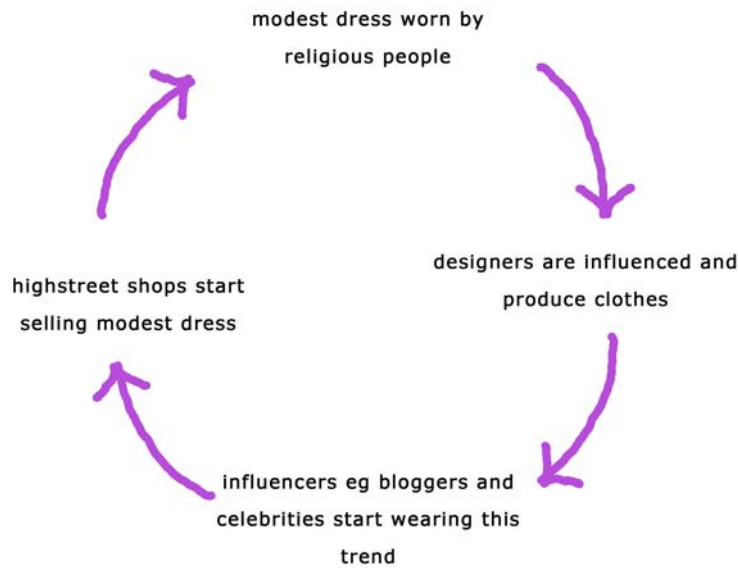 modest dress worn by
religious people
designers are influenced and
produce clothes
influencers eg bloggers and
celebrities start wearing this
trend
highstreet shops start
selling modest dress